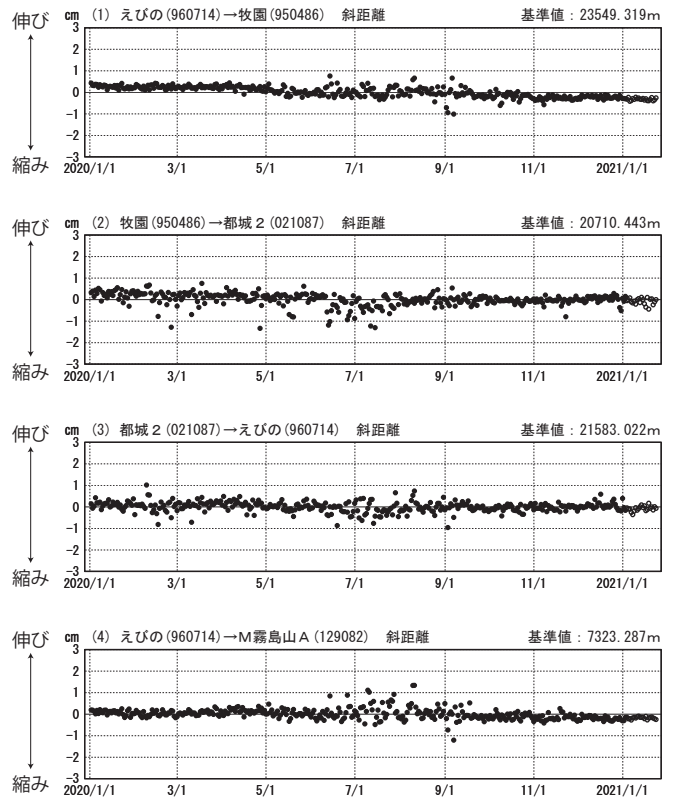 伸び cm (1) えびの(960714)→牧園(950486) 斜距離 基準値：23549.319m
3
2
1
0
-1
-2
-3
縮み
2020/1/1 3/1 5/1 7/1 9/1 11/1 2021/1/1
伸び cm (2) 牧園(950486)→都城２(021087) 斜距離 基準値：20710.443m
3
2
1
0
-1
-2
-3
縮み
2020/1/1 3/1 5/1 7/1 9/1 11/1 2021/1/1
伸び cm (3) 都城２(021087)→えびの(960714) 斜距離 基準値：21583.022m
3
2
1
0
-1
-2
-3
縮み
2020/1/1 3/1 5/1 7/1 9/1 11/1 2021/1/1
伸び cm (4) えびの(960714)→Ｍ霧島山Ａ(129082) 斜距離 基準値：7323.287m
3
2
1
0
-1
-2
-3
縮み
2020/1/1 3/1 5/1 7/1 9/1 11/1 2021/1/1